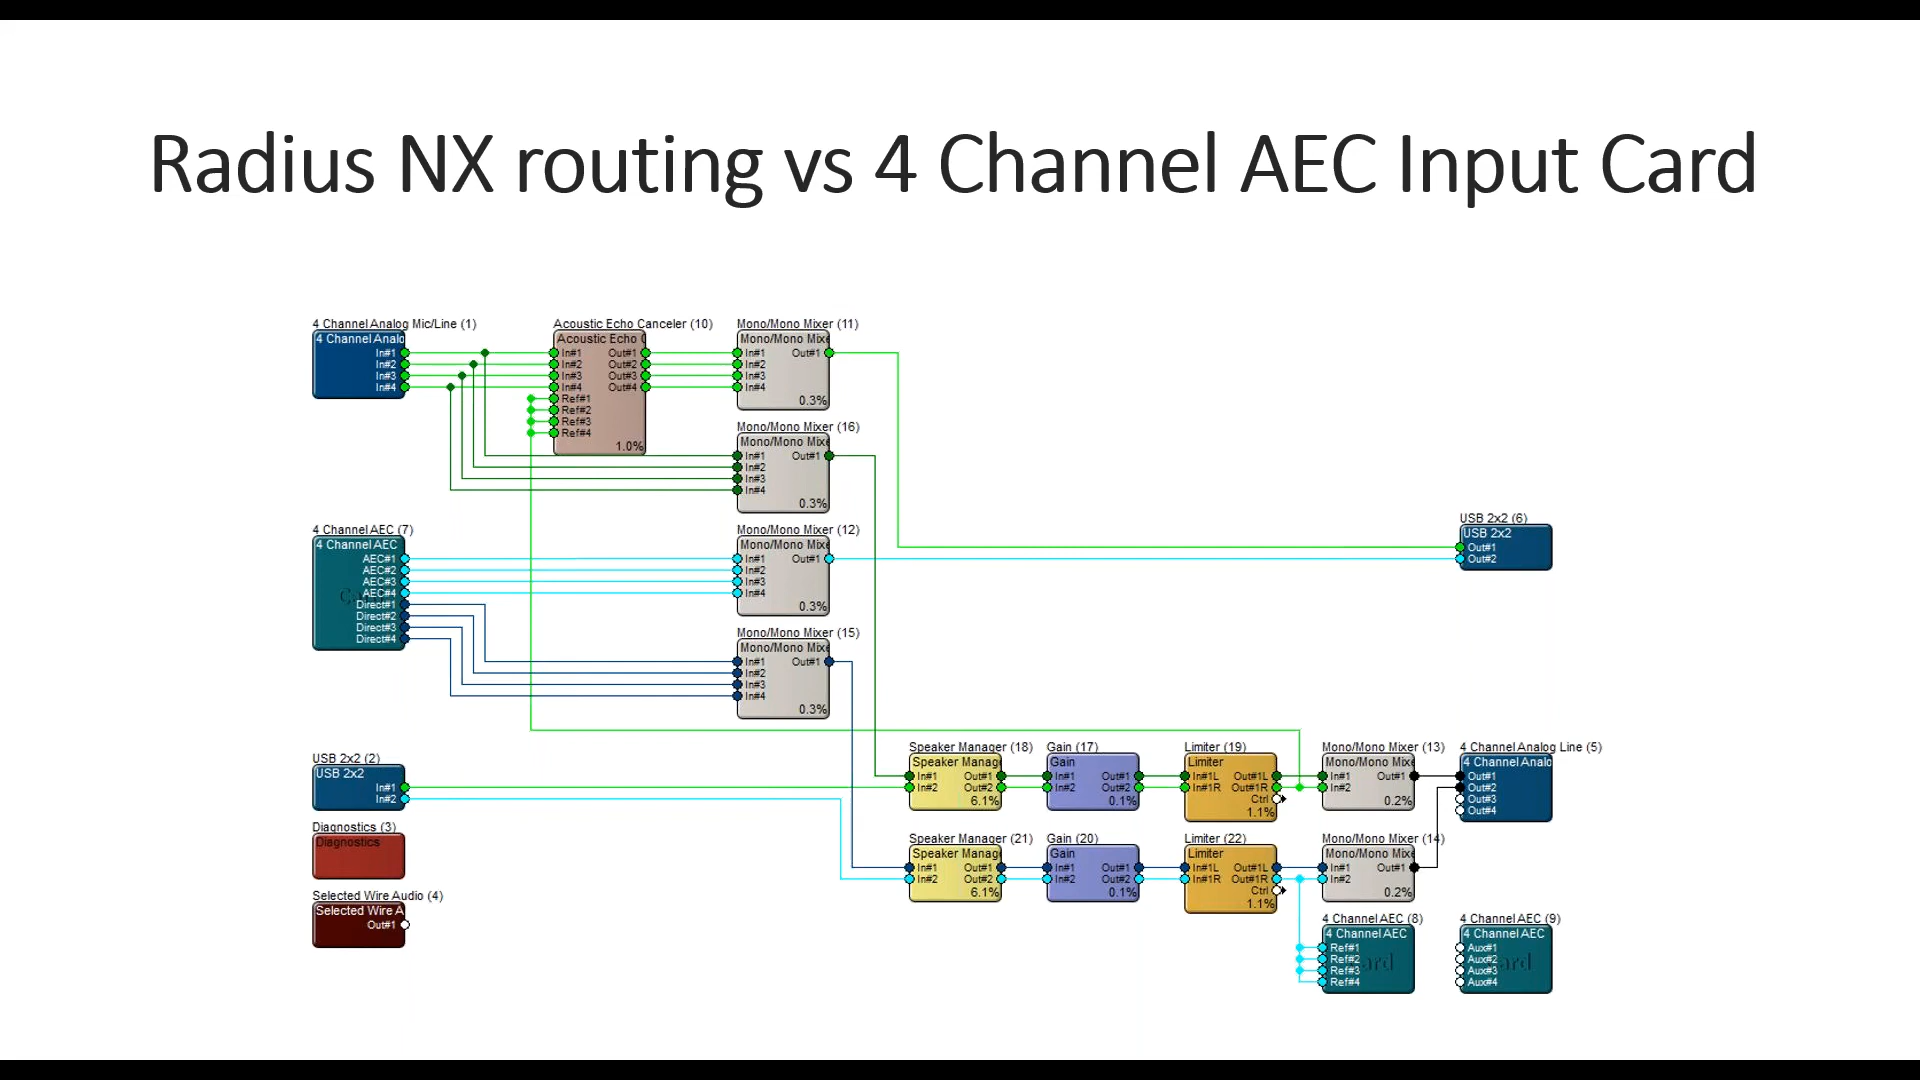 Radius NX routing vs 4 Channel AEC Input Card
4 Channel Analog Mic/Line (1)
4 Channel Analo
In#1
In#2
In#3
In#4
Acoustic Echo Canceler (10)
Acoustic Echo C
In#1 Out#1
In#2 Out#2
In#3 Out#3
In#4 Out#4
Ref#1
Ref#2
Ref#3
Ref#4
1.0%
Mono/Mono Mixer (11)
Mono/Mono Mixe
In#1 Out#1
In#2
In#3
In#4
0.3%
Mono/Mono Mixer (16)
Mono/Mono Mixe
In#1 Out#1
In#2
In#3
In#4
0.3%
4 Channel AEC (7)
4 Channel AEC
AEC#1
AEC#2
AEC#3
AEC#4
Direct#1
Direct#2
Direct#3
Direct#4
Mono/Mono Mixer (12)
Mono/Mono Mixe
In#1 Out#1
In#2
In#3
In#4
0.3%
USB 2x2 (6)
USB 2x2
Out#1
Out#2
Mono/Mono Mixer (15)
Mono/Mono Mixe
In#1 Out#1
In#2
In#3
In#4
0.3%
USB 2x2 (2)
USB 2x2
In#1
In#2
Diagnostics (3)
Diagnostics
Selected Wire Audio (4)
Selected Wire A
Out#1
Speaker Manager (18)
Speaker Manag
In#1 Out#1
In#2 Out#2
6.1%
Gain (17)
Gain
In#1 Out#1
In#2 Out#2
0.1%
Limiter (19)
Limiter
In#1L Out#1L
In#1R Out#1R
Ctrl
1.1%
Mono/Mono Mixer (13)
Mono/Mono Mixe
In#1 Out#1
In#2
0.2%
4 Channel Analog Line (5)
4 Channel Analo
Out#1
Out#2
Out#3
Out#4
Speaker Manager (21)
Speaker Manag
In#1 Out#1
In#2 Out#2
6.1%
Gain (20)
Gain
In#1 Out#1
In#2 Out#2
0.1%
Limiter (22)
Limiter
In#1L Out#1L
In#1R Out#1R
Ctrl
1.1%
Mono/Mono Mixer (14)
Mono/Mono Mixe
In#1 Out#1
In#2
0.2%
4 Channel AEC (8)
4 Channel AEC
Ref#1
Ref#2
Ref#3
Ref#4
4 Channel AEC (9)
4 Channel AEC
Aux#1
Aux#2
Aux#3
Aux#4